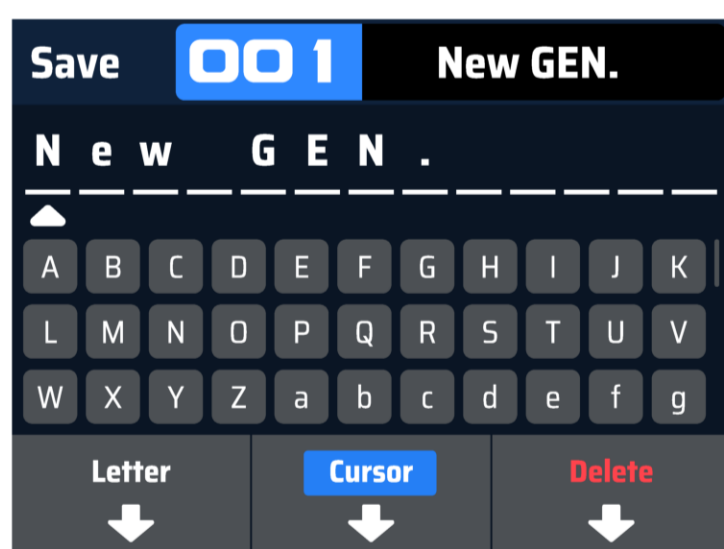 Save 001 New GEN.
New GEN.
A B C D E F G H I J K
L M N O P Q R S T U V
W X Y Z a b c d e f g
Letter Cursor Delete